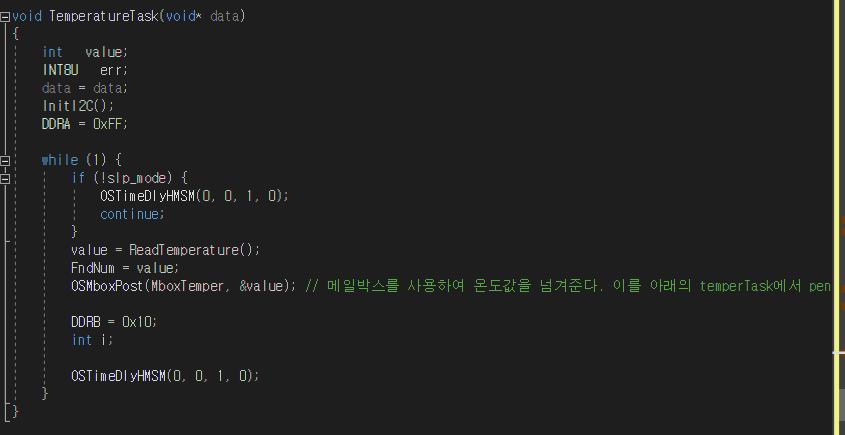 void TemperatureTask(void* data)
{
int value;
INT8U err;
data = data;
InitI2C();
DDRA = 0xFF;
while (1) {
if (!slp_mode) {
OSTimeDlyHMSM(0, 0, 1, 0);
continue;
}
value = ReadTemperature();
FndNum = value;
OSMboxPost(MboxTemper, &value); // 메일박스를 사용하여 온도값을 넘겨준다. 이를 아래의 temperTask에서 pen
DDRB = 0x10;
int i;
OSTimeDlyHMSM(0, 0, 1, 0);
}
}